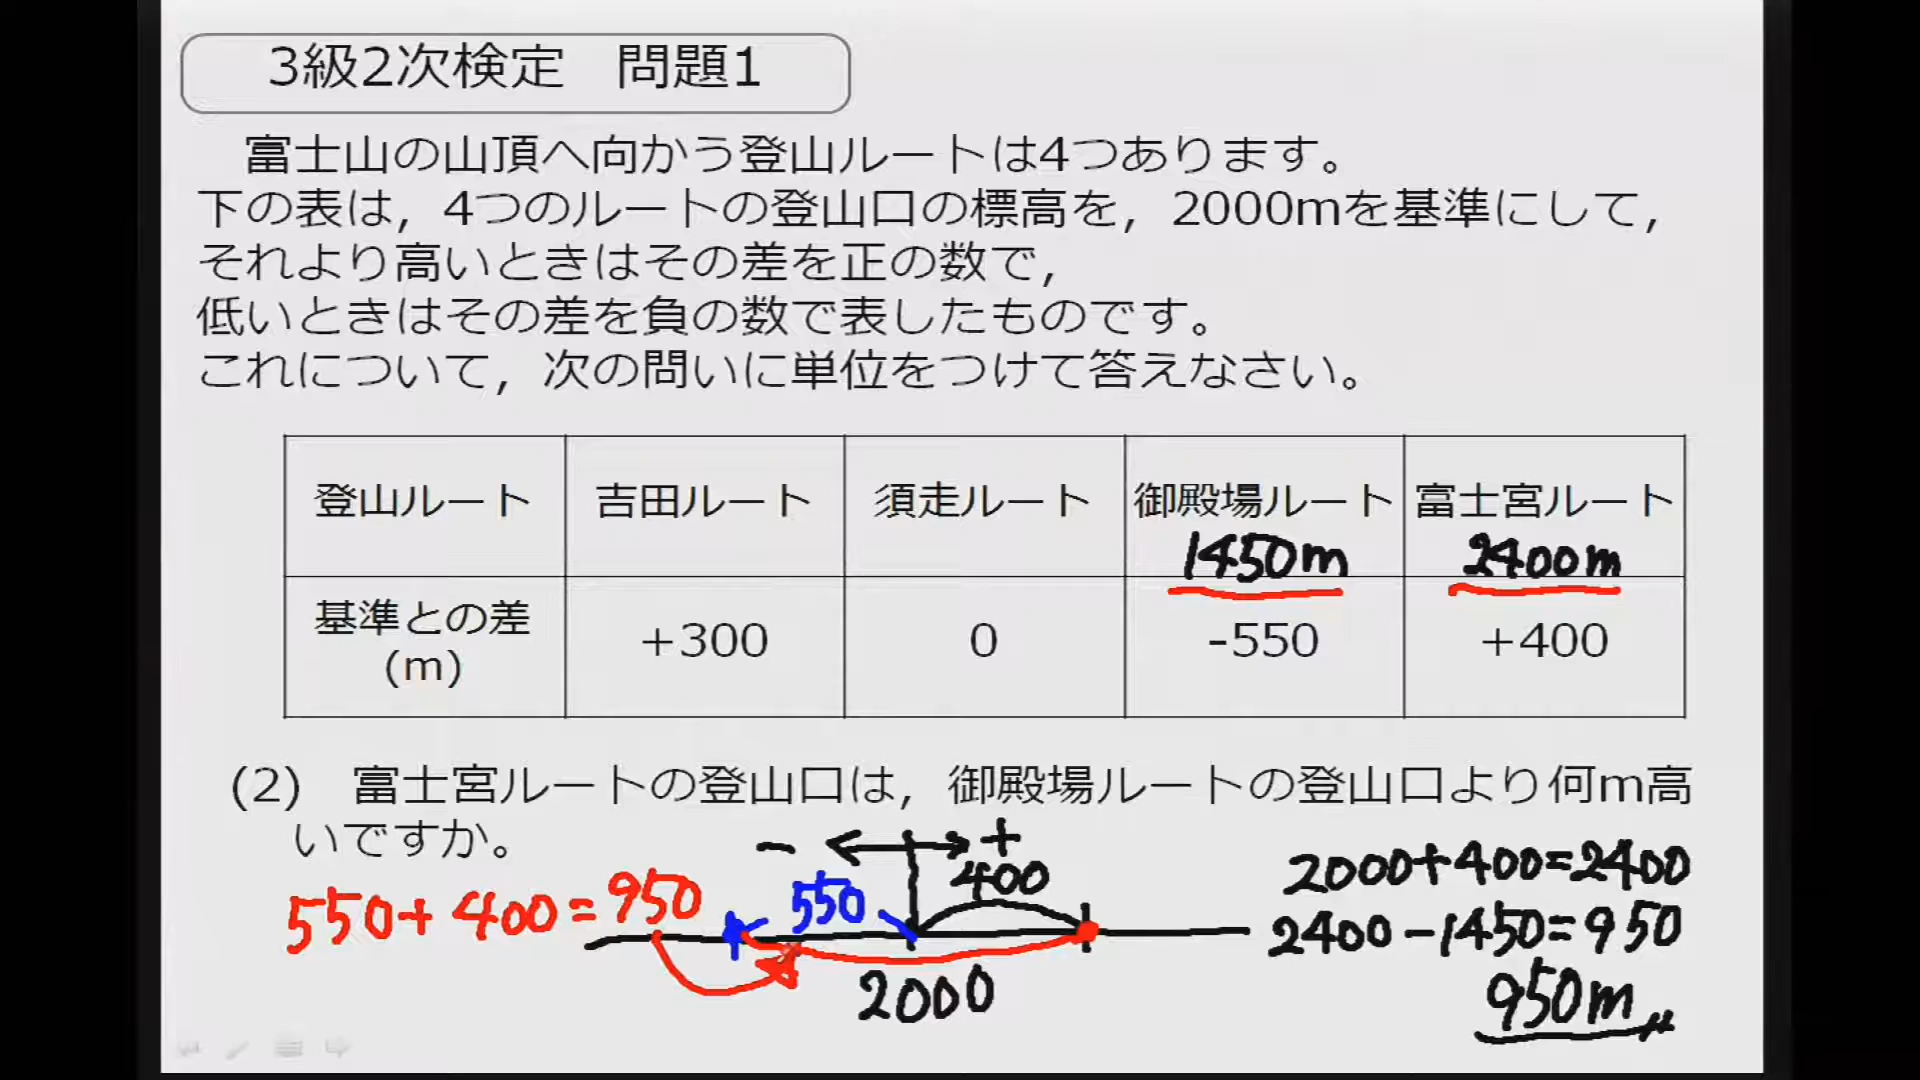 3級2次検定　問題1
富士山の山頂へ向かう登山ルートは4つあります。
下の表は，4つのルートの登山口の標高を，2000mを基準にして，
それより高いときはその差を正の数で，
低いときはその差を負の数で表したものです。
これについて，次の問いに単位をつけて答えなさい。
登山ルート 吉田ルート 須走ルート 御殿場ルート 富士宮ルート
1450m 2400m
基準との差(m) +300 0 -550 +400
(2)　富士宮ルートの登山口は，御殿場ルートの登山口より何m高
いですか。
− +
400
550
550+400=950
2000
2000+400=2400
2400−1450=950
950m